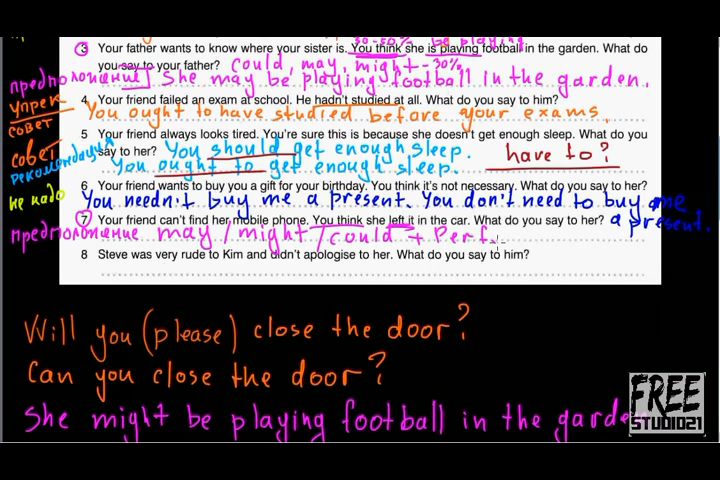 30-50% be playing
3 Your father wants to know where your sister is. You think she is playing football in the garden. What do
you say to your father? could, may, might - 30%
предположение She may be playing football in the garden.
4 Your friend failed an exam at school. He hadn't studied at all. What do you say to him?
упрек
совет You ought to have studied before your exams.
5 Your friend always looks tired. You're sure this is because she doesn't get enough sleep. What do you
say to her? You should get enough sleep. have to?
совет
рекомендация You ought to get enough sleep.
6 Your friend wants to buy you a gift for your birthday. You think it's not necessary. What do you say to her?
не надо You needn't buy me a present. You don't need to buy me
a present.
7 Your friend can't find her mobile phone. You think she left it in the car. What do you say to her?
предположение may / might / could + Perf.
8 Steve was very rude to Kim and didn't apologise to her. What do you say to him?
Will you (please) close the door?
Can you close the door?
She might be playing football in the garden
FREE
STUDIO21